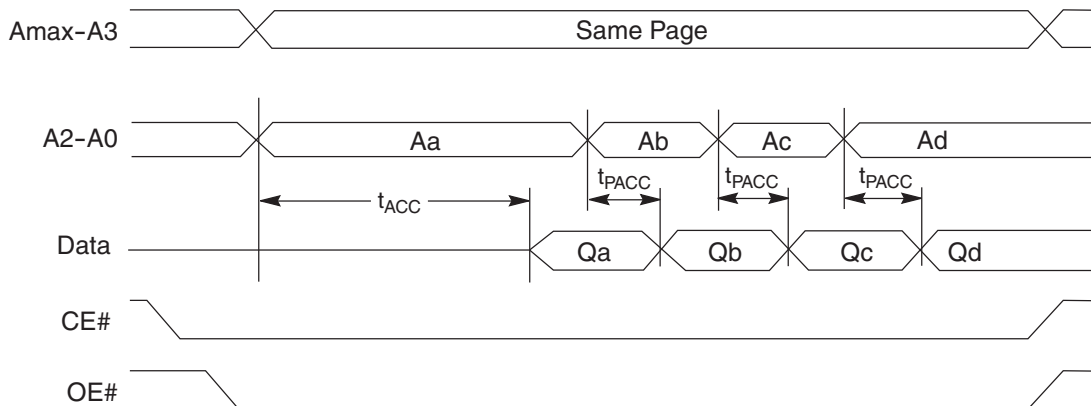 Amax-A3
Same Page
A2-A0
Aa
Ab
Ac
Ad
tACC
tPACC
tPACC
tPACC
Data
Qa
Qb
Qc
Qd
CE#
OE#